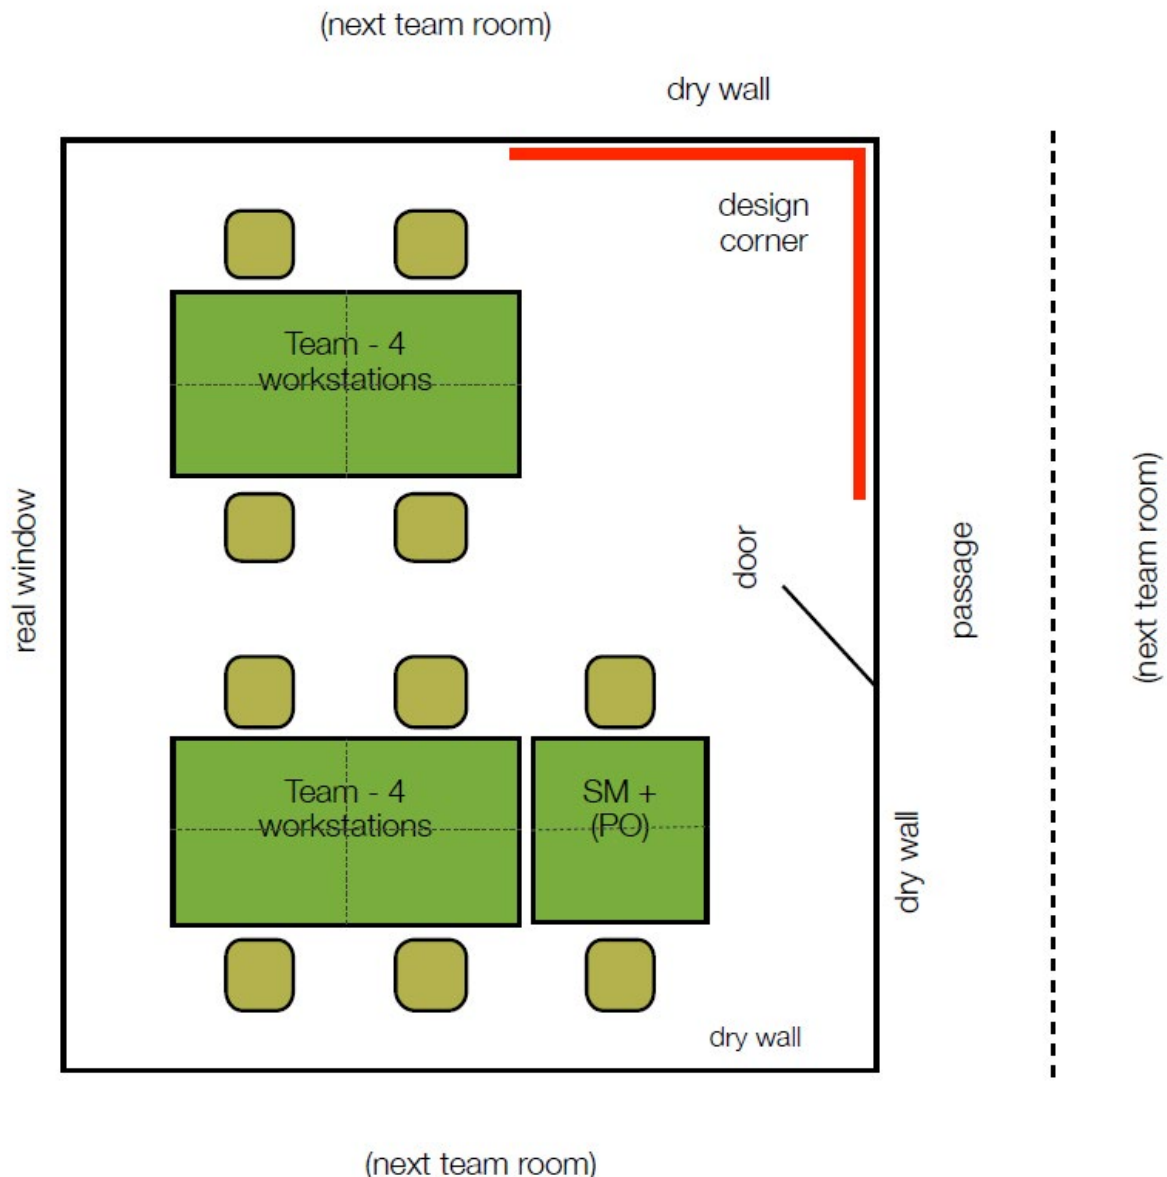 (next team room)
dry wall
design
corner
Team - 4
workstations
real window
door
passage
(next team room)
Team - 4
workstations
SM +
(PO)
dry wall
dry wall
(next team room)